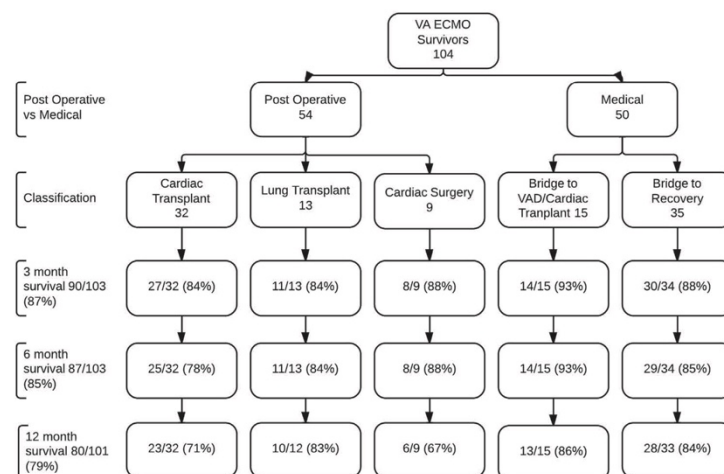 VA ECMO
Survivors
104
Post Operative
vs Medical
Post Operative
54
Medical
50
Classification
Cardiac
Transplant
32
Lung Transplant
13
Cardiac Surgery
9
Bridge to
VAD/Cardiac
Tranplant 15
Bridge to
Recovery
35
3 month
survival 90/103
(87%)
27/32 (84%)
11/13 (84%)
8/9 (88%)
14/15 (93%)
30/34 (88%)
6 month
survival 87/103
(85%)
25/32 (78%)
11/13 (84%)
8/9 (88%)
14/15 (93%)
29/34 (85%)
12 month
survival 80/101
(79%)
23/32 (71%)
10/12 (83%)
6/9 (67%)
13/15 (86%)
28/33 (84%)